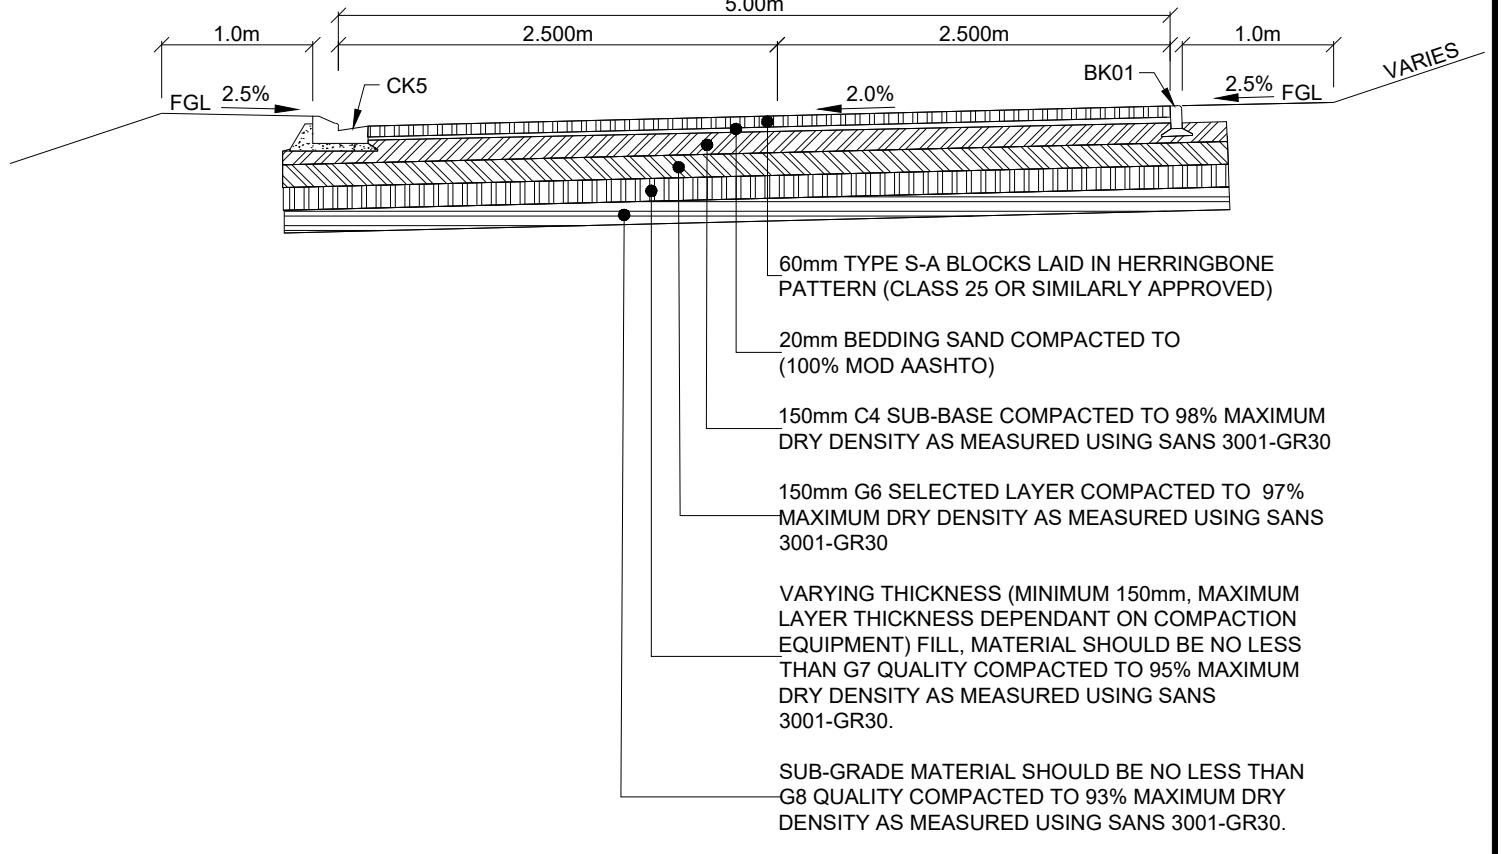 5.00m
1.0m
2.500m
2.500m
1.0m
VARIES
CK5
BK01
FGL
2.5%
2.0%
2.5%
FGL
60mm TYPE S-A BLOCKS LAID IN HERRINGBONE
PATTERN (CLASS 25 OR SIMILARLY APPROVED)
20mm BEDDING SAND COMPACTED TO
(100% MOD AASHTO)
150mm C4 SUB-BASE COMPACTED TO 98% MAXIMUM
DRY DENSITY AS MEASURED USING SANS 3001-GR30
150mm G6 SELECTED LAYER COMPACTED TO  97%
MAXIMUM DRY DENSITY AS MEASURED USING SANS
3001-GR30
VARYING THICKNESS (MINIMUM 150mm, MAXIMUM
LAYER THICKNESS DEPENDANT ON COMPACTION
EQUIPMENT) FILL, MATERIAL SHOULD BE NO LESS
THAN G7 QUALITY COMPACTED TO 95% MAXIMUM
DRY DENSITY AS MEASURED USING SANS
3001-GR30.
SUB-GRADE MATERIAL SHOULD BE NO LESS THAN
G8 QUALITY COMPACTED TO 93% MAXIMUM DRY
DENSITY AS MEASURED USING SANS 3001-GR30.